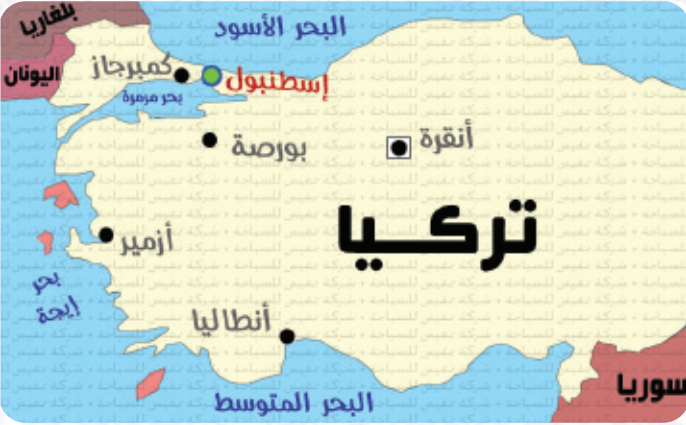 بلغاريا
البحر الأسود
اليونان
كمبرجاز
إسطنبول
بحر مرمرة
بورصة
أنقرة
تركيا
أزمير
بحر
إيجة
أنطاليا
البحر المتوسط
سوريا